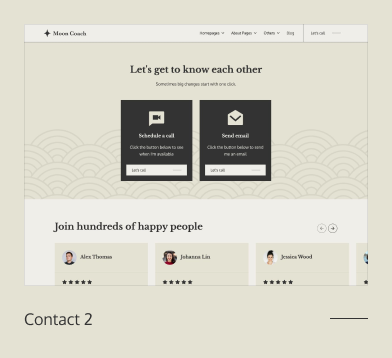 Moon Coach
Homepages About Pages Others Blog Let's call
Let's get to know each other
Sometimes big changes start with one click.
Schedule a call
Click the button below to see
when I'm available
Let's call
Send email
Click the button below to send
me an email
Let's call
Join hundreds of happy people
Alex Thomas
Johanna Lin
Jessica Wood
Contact 2